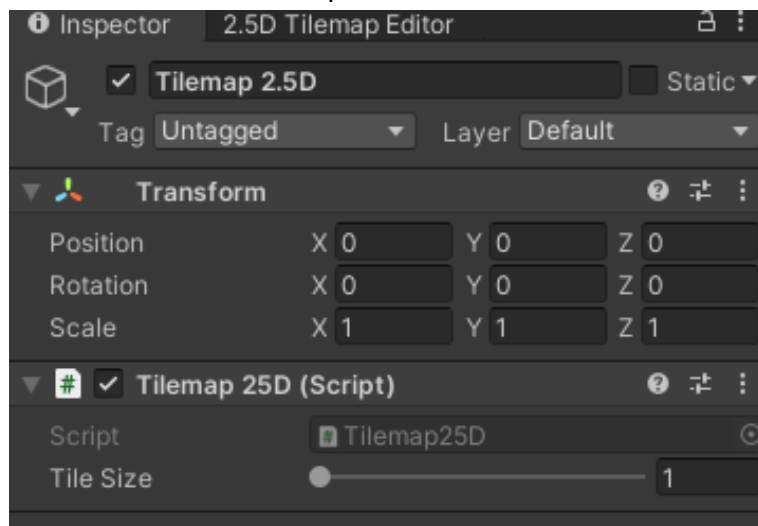 Inspector 2.5D Tilemap Editor
Tilemap 2.5D Static
Tag Untagged Layer Default
Transform
Position X 0 Y 0 Z 0
Rotation X 0 Y 0 Z 0
Scale X 1 Y 1 Z 1
# Tilemap 25D (Script)
Script # Tilemap25D
Tile Size 1